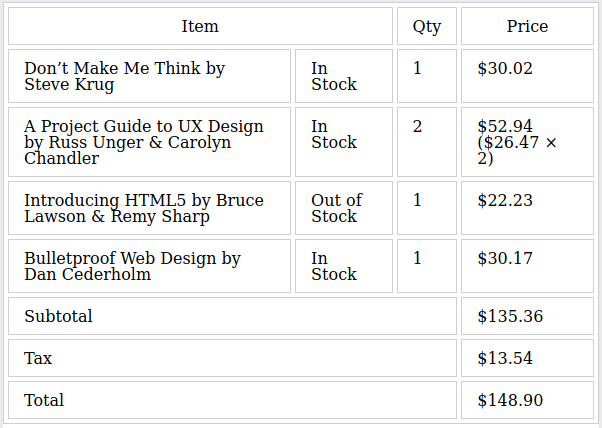 Item Qty Price
Don’t Make Me Think by
Steve Krug
In
Stock
1
$30.02
A Project Guide to UX Design
by Russ Unger & Carolyn
Chandler
In
Stock
2
$52.94
($26.47 ×
2)
Introducing HTML5 by Bruce
Lawson & Remy Sharp
Out of
Stock
1
$22.23
Bulletproof Web Design by
Dan Cederholm
In
Stock
1
$30.17
Subtotal $135.36
Tax $13.54
Total $148.90